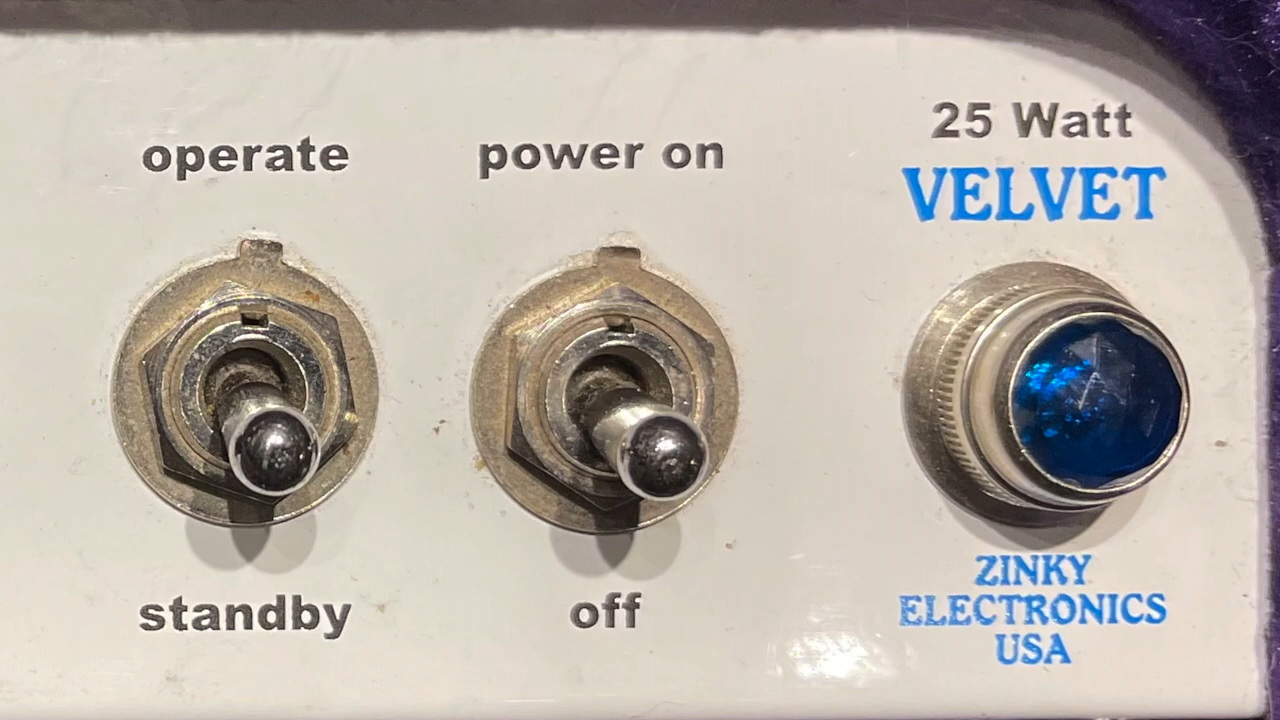 operate
power on
25 Watt
VELVET
standby
off
ZINKY
ELECTRONICS
USA